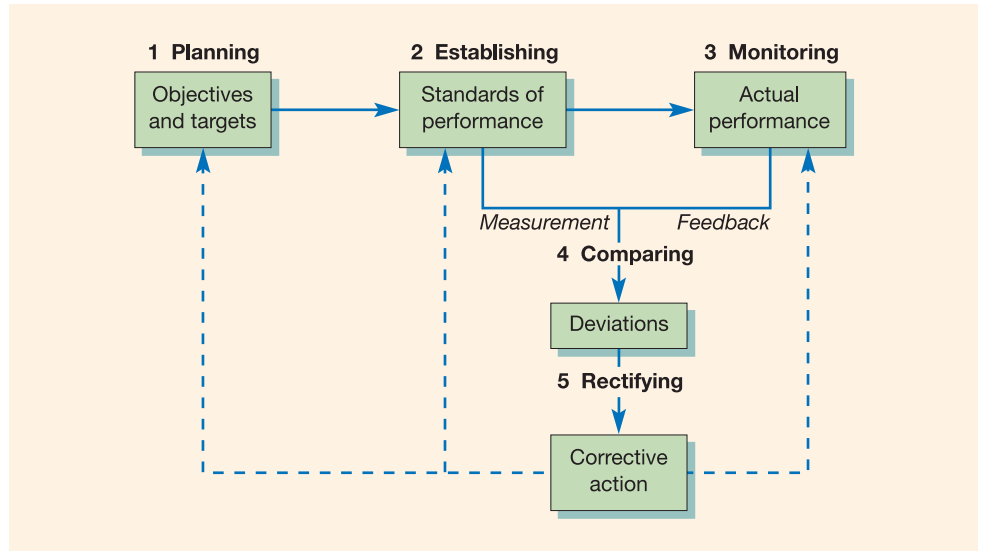 1 Planning
2 Establishing
3 Monitoring
Objectives
and targets
Standards of
performance
Actual
performance
Measurement
Feedback
4 Comparing
Deviations
5 Rectifying
Corrective
action